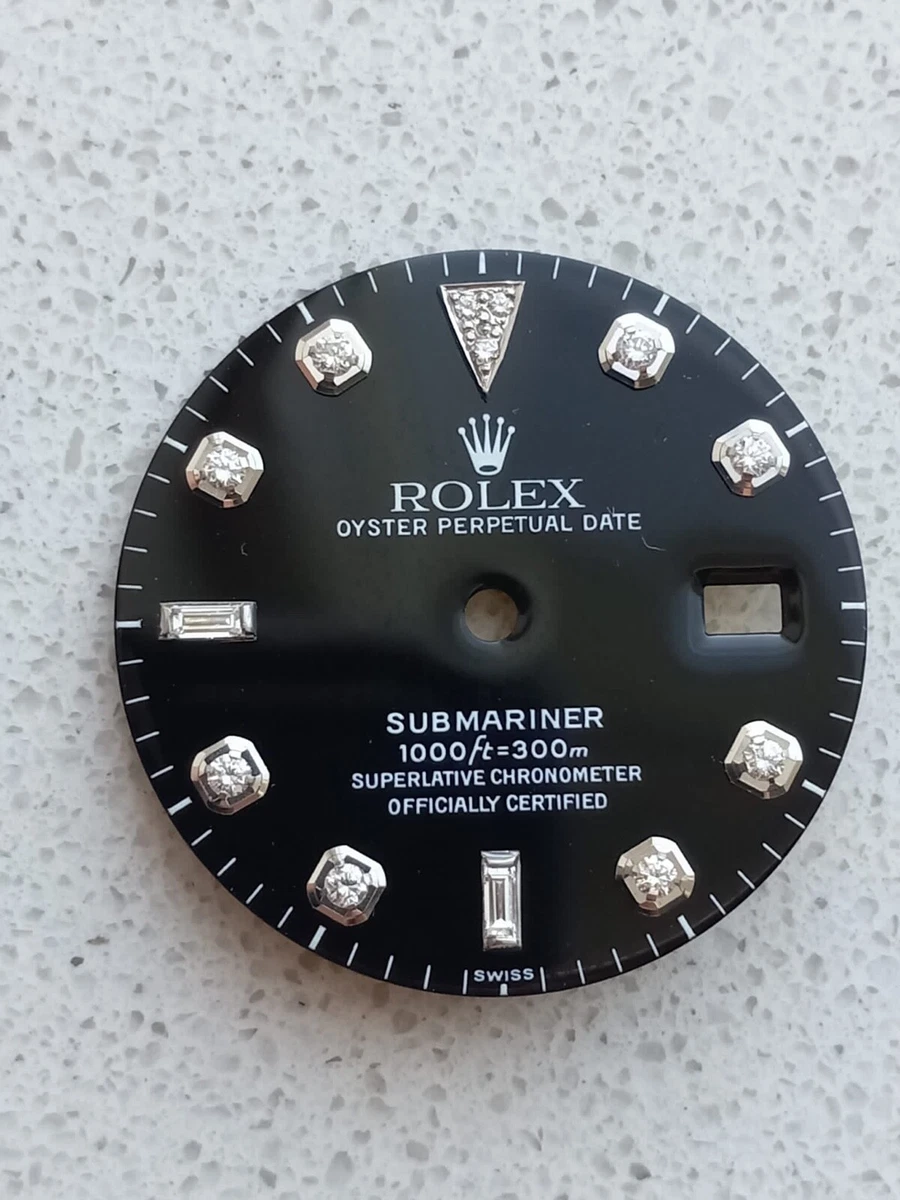 ROLEX
OYSTER PERPETUAL DATE
SUBMARINER
1000ft=300m
SUPERLATIVE CHRONOMETER
OFFICIALLY CERTIFIED
SWISS